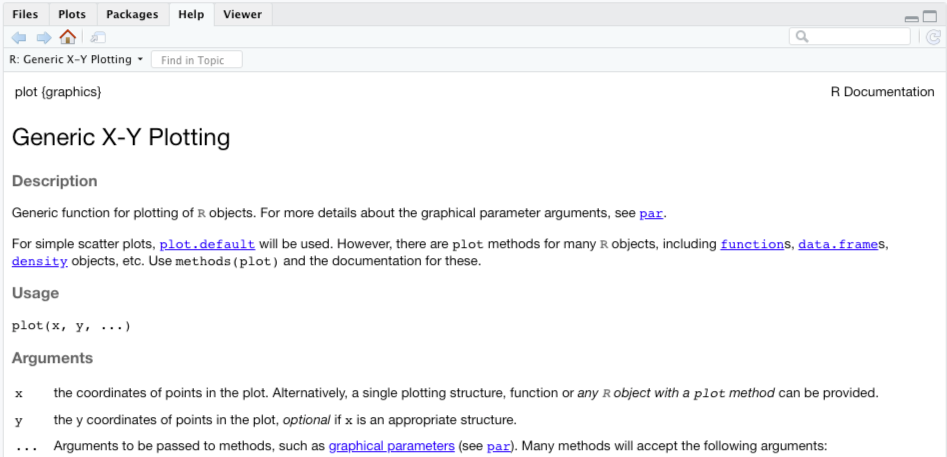 Files Plots Packages Help Viewer
R: Generic X-Y Plotting Find in Topic
plot {graphics} R Documentation
Generic X-Y Plotting
Description
Generic function for plotting of R objects. For more details about the graphical parameter arguments, see par.
For simple scatter plots, plot.default will be used. However, there are plot methods for many R objects, including functions, data.frames,
density objects, etc. Use methods(plot) and the documentation for these.
Usage
plot(x, y, ...)
Arguments
x the coordinates of points in the plot. Alternatively, a single plotting structure, function or any R object with a plot method can be provided.
y the y coordinates of points in the plot, optional if x is an appropriate structure.
... Arguments to be passed to methods, such as graphical parameters (see par). Many methods will accept the following arguments: